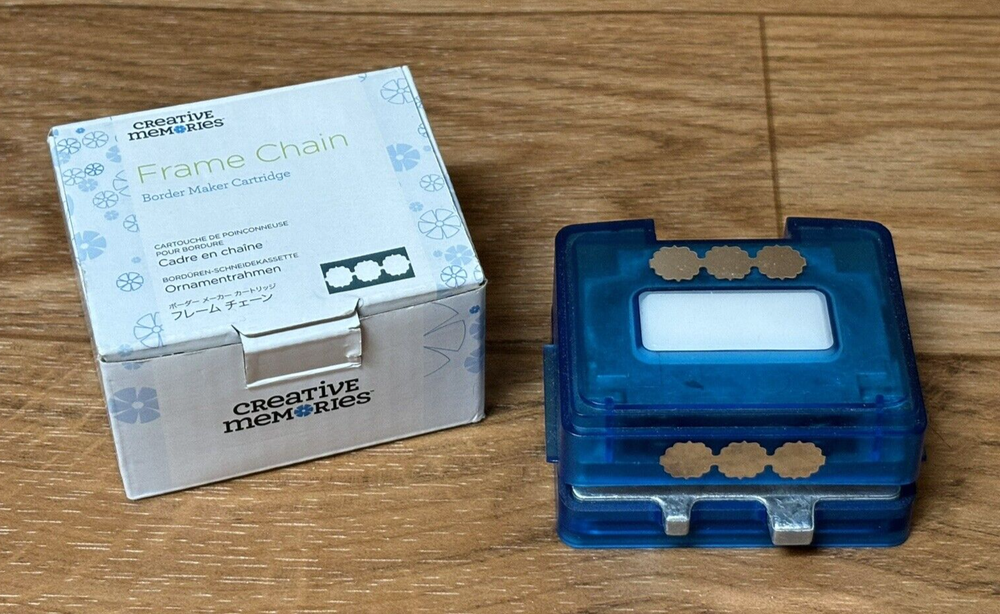 CREATIVE
MEMORIES™
Frame Chain
Border Maker Cartridge
CARTOUCHE DE POINCONNEUSE
POUR BORDURE
Cadre en chaîne
BORDÜREN-SCHNEIDEKASSETTE
Ornamentrahmen
ボーダー メーカー カートリッジ
フレーム チェーン
CREATIVE
MEMORIES™